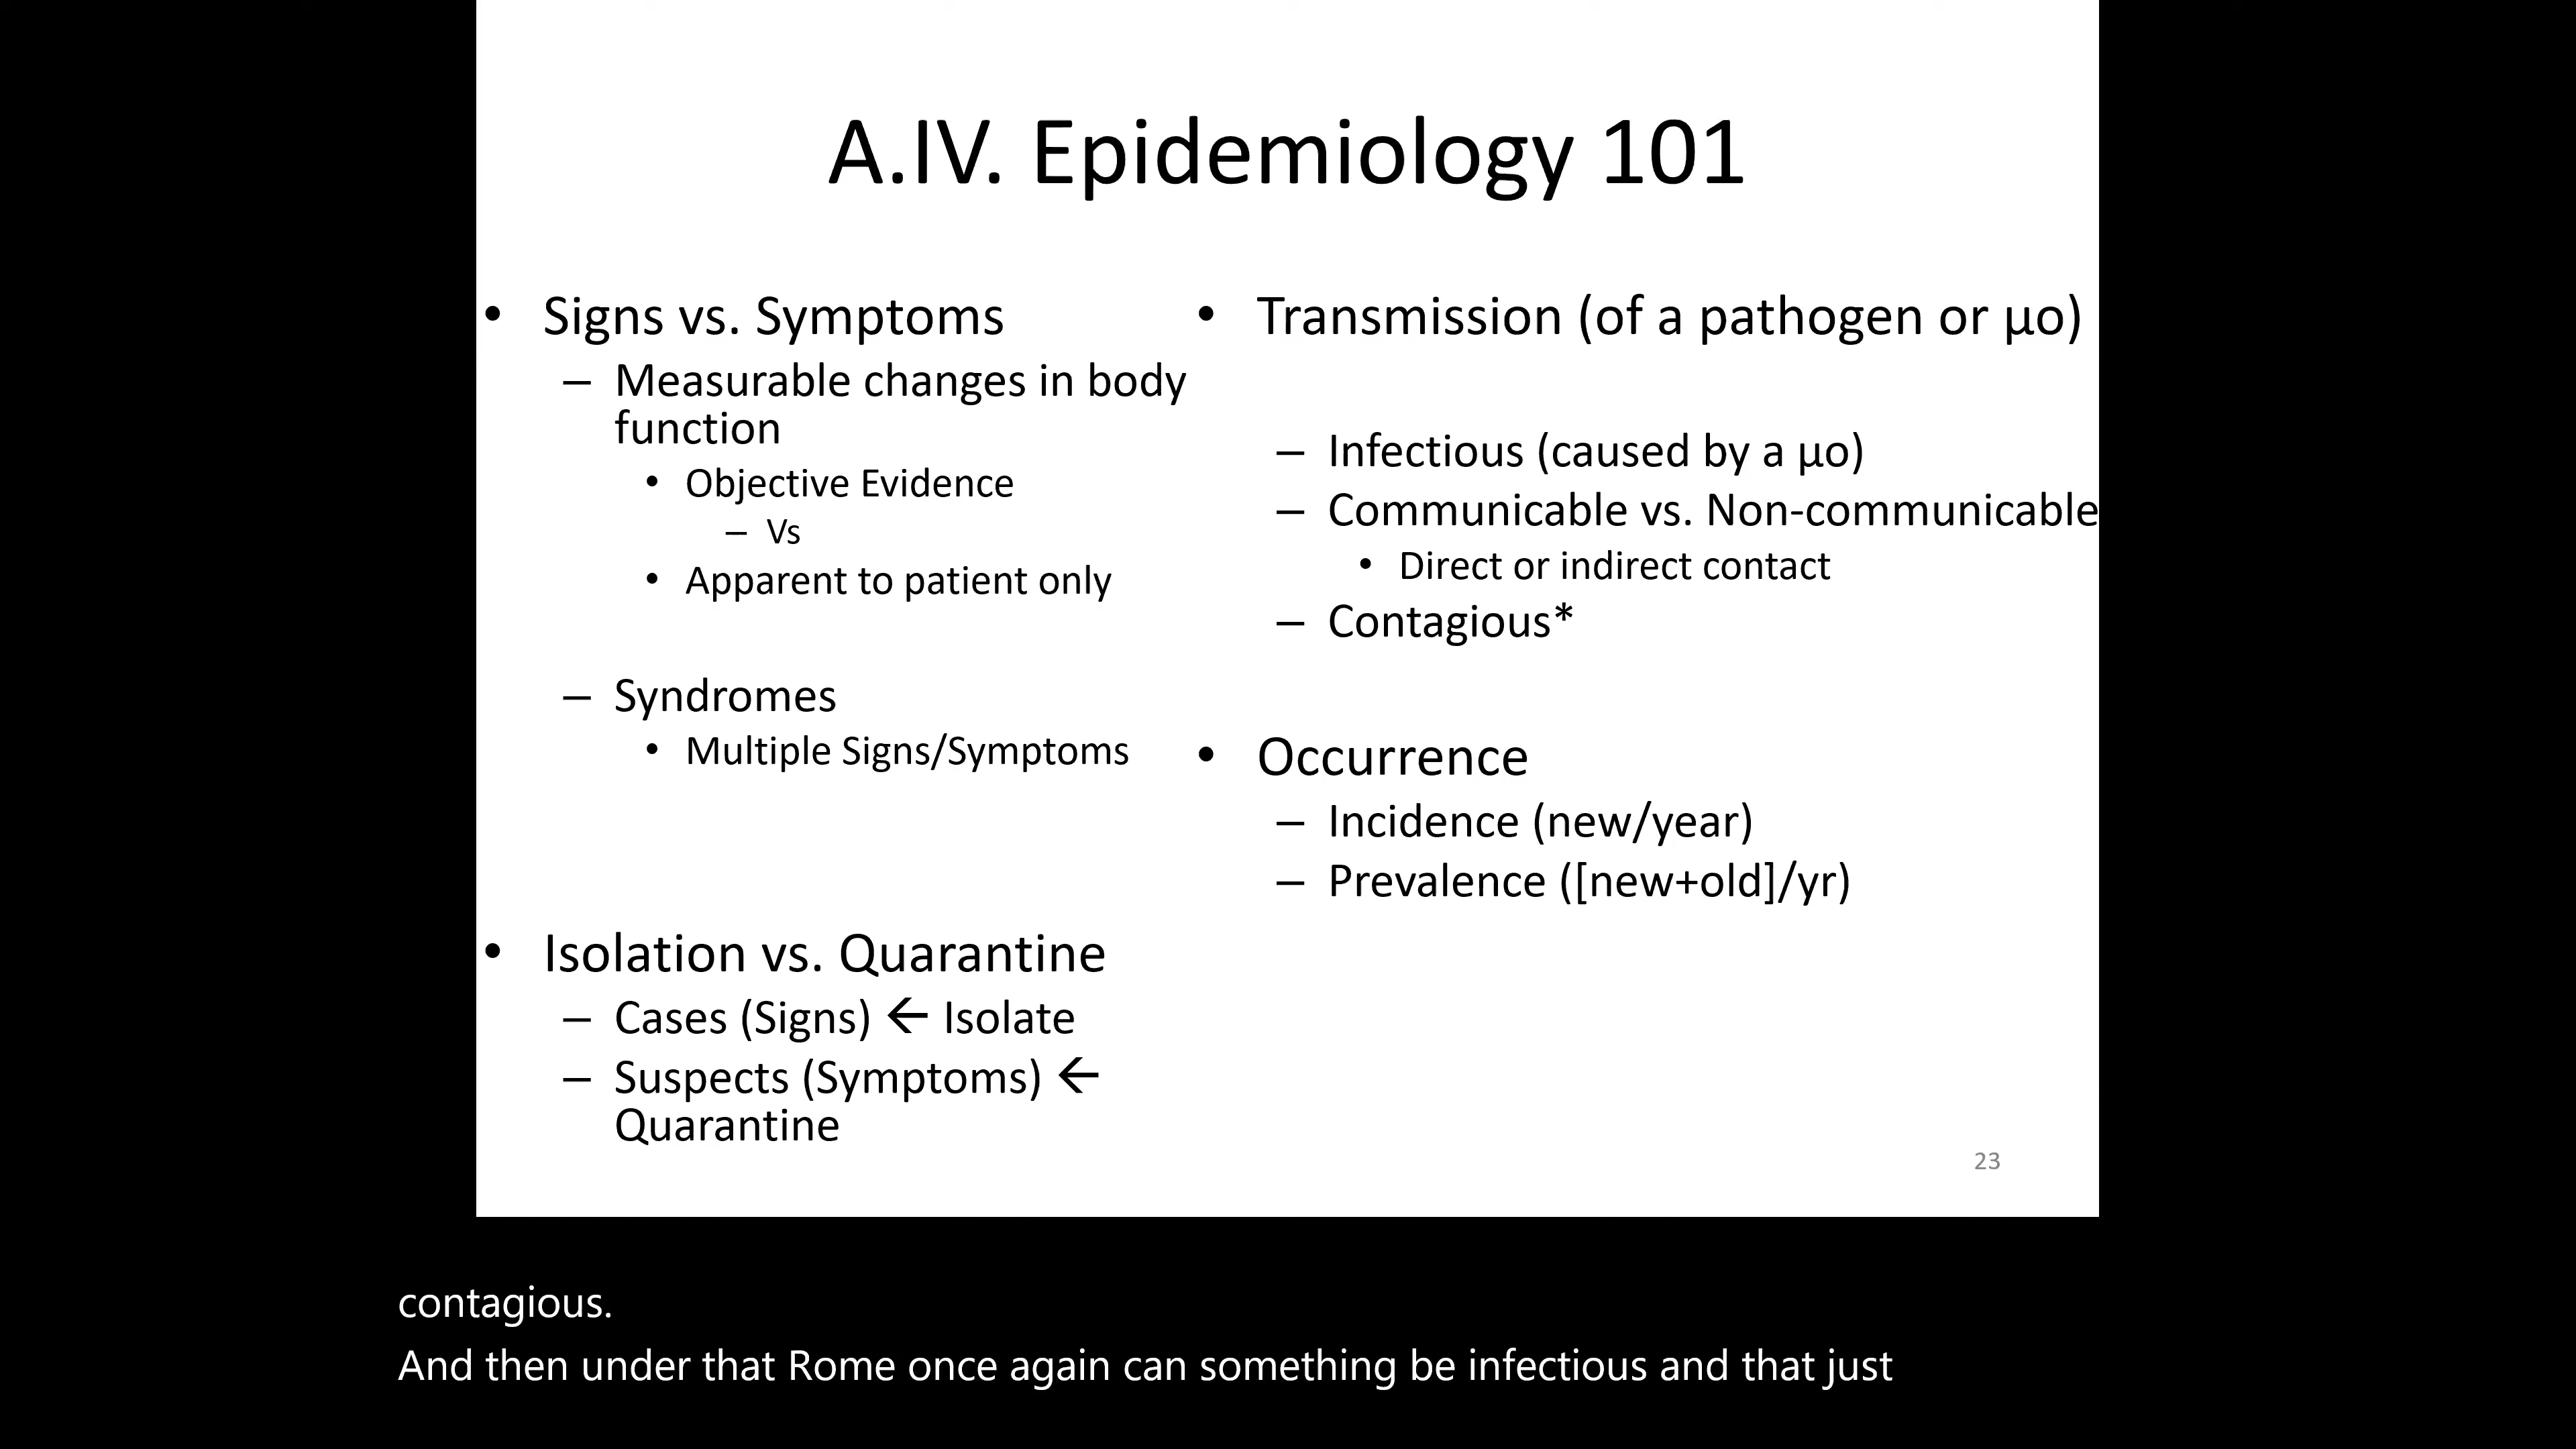 A.IV. Epidemiology 101
• Signs vs. Symptoms
– Measurable changes in body
function
• Objective Evidence
– Vs
• Apparent to patient only
– Syndromes
• Multiple Signs/Symptoms
• Isolation vs. Quarantine
– Cases (Signs) ← Isolate
– Suspects (Symptoms) ←
Quarantine
• Transmission (of a pathogen or µo)
– Infectious (caused by a µo)
– Communicable vs. Non-communicable
• Direct or indirect contact
– Contagious*
• Occurrence
– Incidence (new/year)
– Prevalence ([new+old]/yr)
23
contagious.
And then under that Rome once again can something be infectious and that just